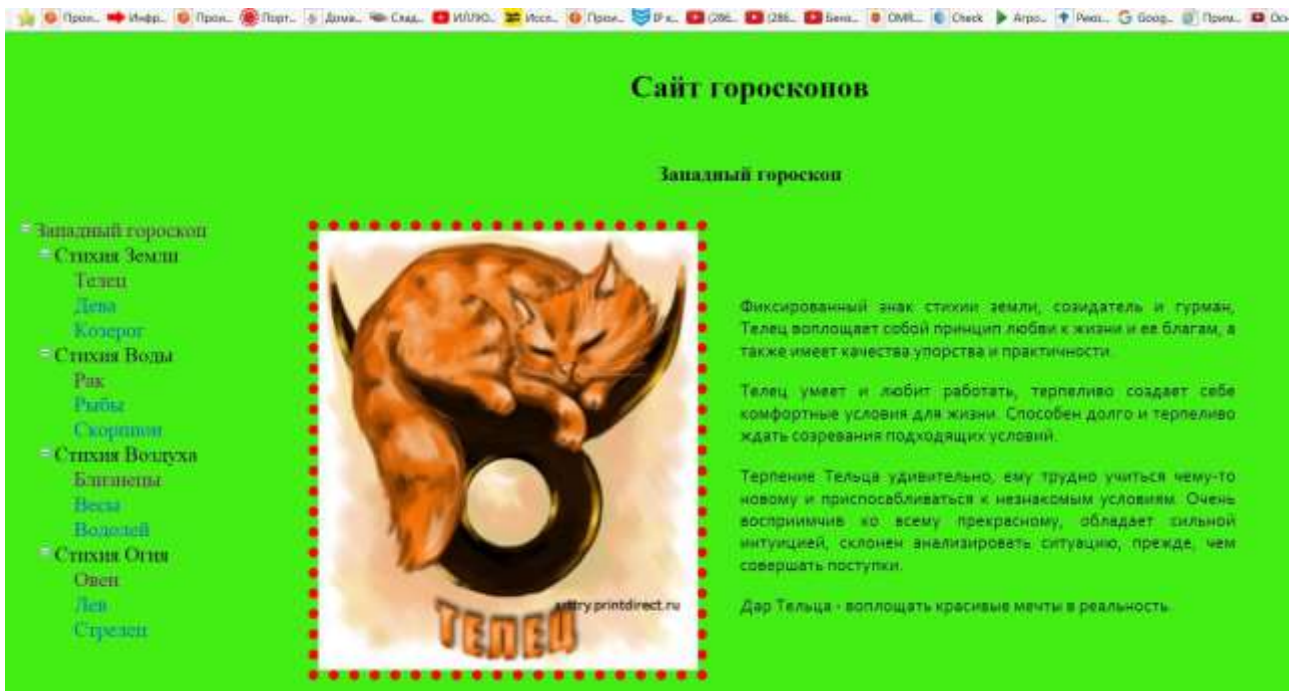 Сайт гороскопов
Западный гороскоп
Западный гороскоп
Стихия Земли
Телец
Дева
Козерог
Стихия Воды
Рак
Рыбы
Скорпион
Стихия Воздуха
Близнецы
Весы
Водолей
Стихия Огня
Овен
Лев
Стрелец
printdirect.ru
ТЕЛЕЦ
Фиксированный знак стихии земли, созидатель и гурман,
Телец воплощает собой принцип любви к жизни и ее благам, а
также имеет качества упорства и практичности.
Телец умеет и любит работать, терпеливо создает себе
комфортные условия для жизни. Способен долго и терпеливо
ждать созревания подходящих условий.
Терпение Тельца удивительно, ему трудно учиться чему-то
новому и приспосабливаться к незнакомым условиям. Очень
восприимчив ко всему прекрасному, обладает сильной
интуицией, склонен анализировать ситуацию, прежде, чем
совершать поступки.
Дар Тельца - воплощать красивые мечты в реальность.